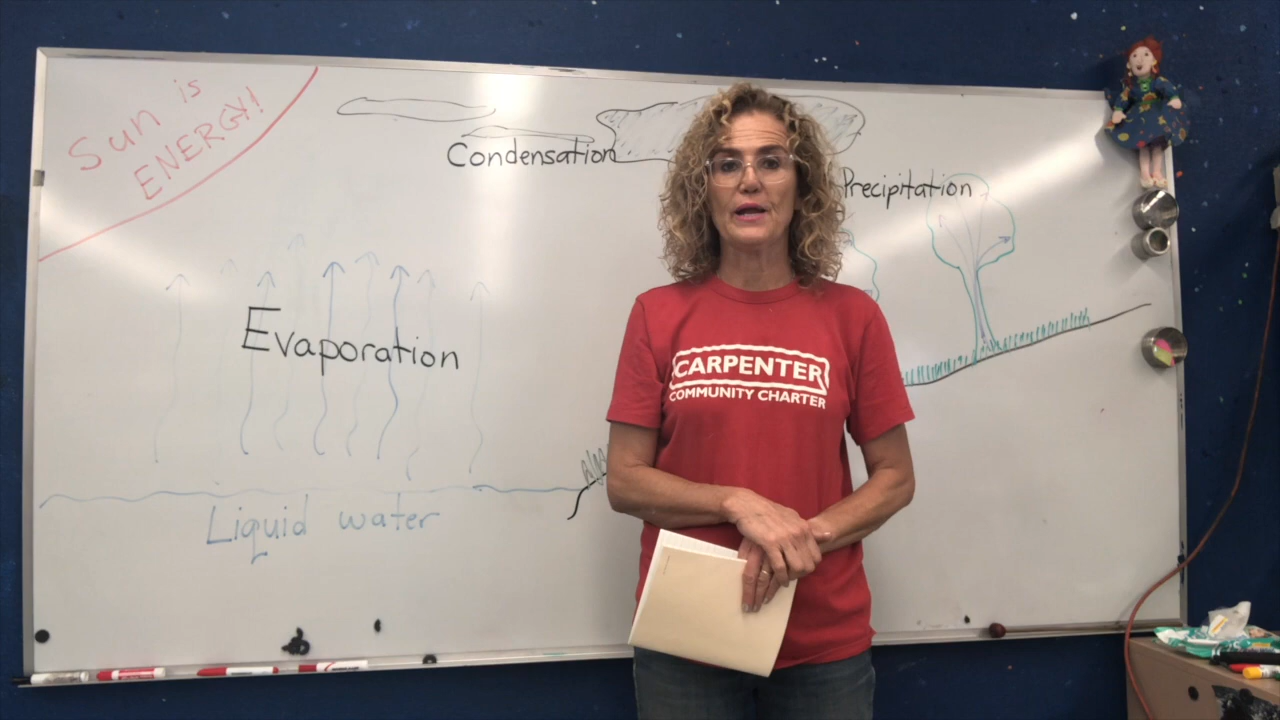 Sun is
ENERGY!
Condensation
Precipitation
Evaporation
CARPENTER
COMMUNITY CHARTER
Liquid water